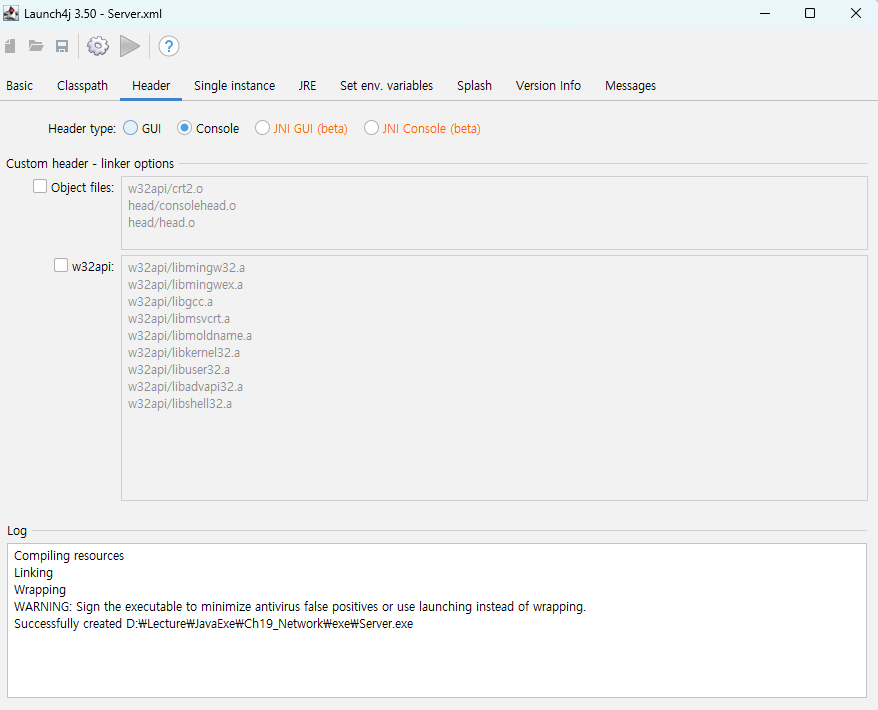 Launch4j 3.50 - Server.xml
?
Basic Classpath Header Single instance JRE Set env. variables Splash Version Info Messages
Header type: GUI Console JNI GUI (beta) JNI Console (beta)
Custom header - linker options
Object files: w32api/crt2.o
head/consolehead.o
head/head.o
w32api: w32api/libmingw32.a
w32api/libmingwex.a
w32api/libgcc.a
w32api/libmsvcrt.a
w32api/libmoldname.a
w32api/libkernel32.a
w32api/libuser32.a
w32api/libadvapi32.a
w32api/libshell32.a
Log
Compiling resources
Linking
Wrapping
WARNING: Sign the executable to minimize antivirus false positives or use launching instead of wrapping.
Successfully created D:₩Lecture₩JavaExe₩Ch19_Network₩exe₩Server.exe